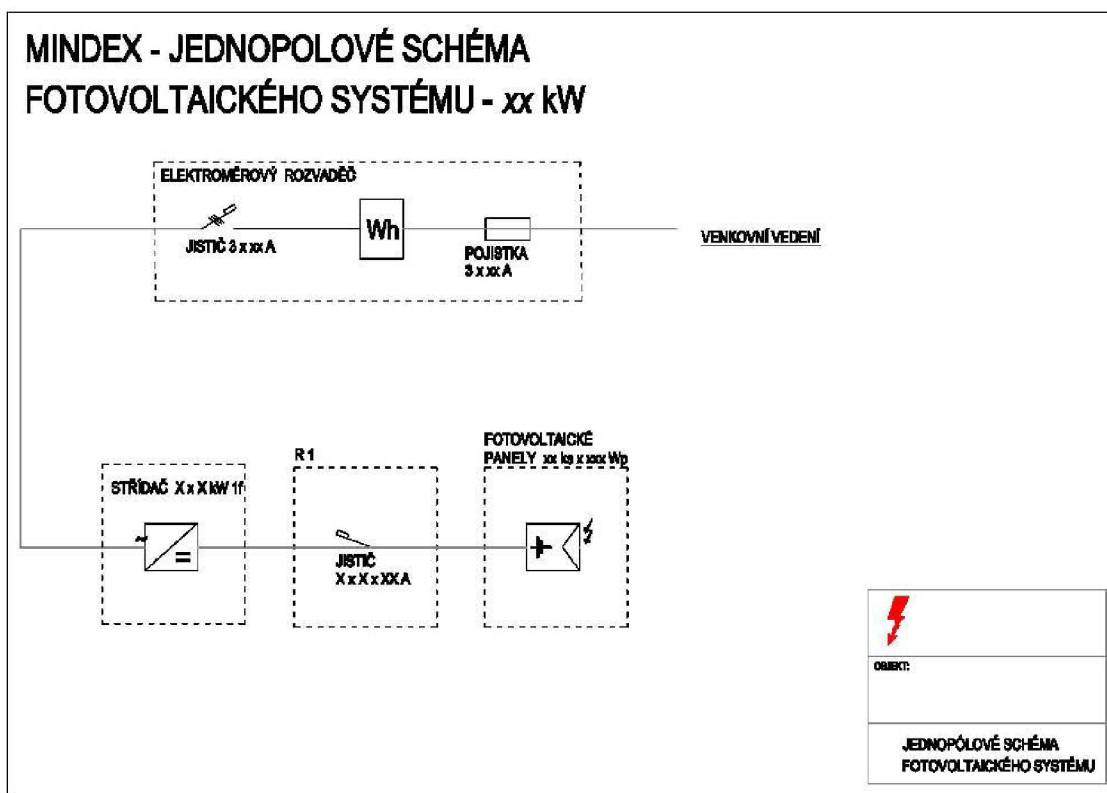 MINDEX - JEDNOPOLOVÉ SCHÉMA
FOTOVOLTAICKÉHO SYSTÉMU - xx kW
ELEKTROMĚROVÝ ROZVADĚČ
JISTIČ 3 x xx A
Wh
POJISTKA
3 x xx A
VENKOVNÍ VEDENÍ
STŘÍDAČ X x X kW 1f
~
=
R 1
JISTIČ
X x X x XX A
FOTOVOLTAICKÉ
PANELY xx ks x xxx Wp
OBJEKT:
JEDNOPÓLOVÉ SCHÉMA
FOTOVOLTAICKÉHO SYSTÉMU